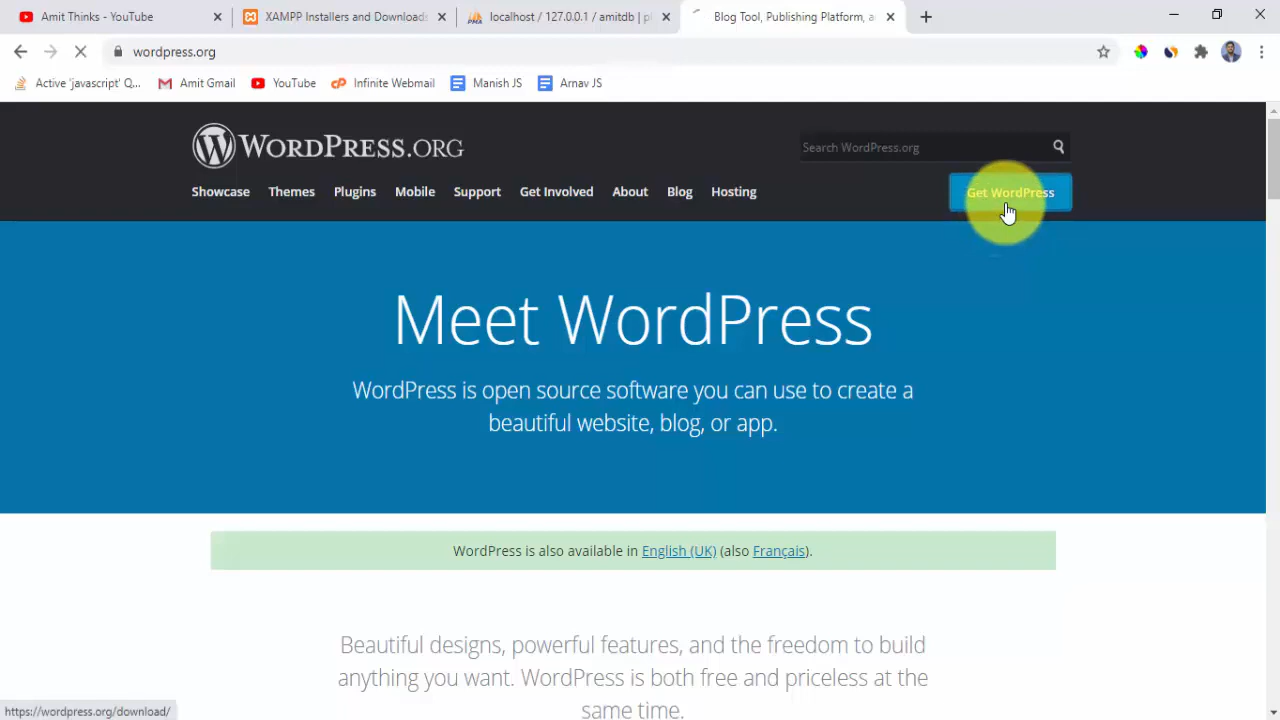 Amit Thinks - YouTube
XAMPP Installers and Downloads
localhost / 127.0.0.1 / amitdb | p
Blog Tool, Publishing Platform, a
wordpress.org
Active 'javascript' Q...
Amit Gmail
YouTube
Infinite Webmail
Manish JS
Arnav JS
WORDPRESS.ORG
Search WordPress.org
Showcase
Themes
Plugins
Mobile
Support
Get Involved
About
Blog
Hosting
Get WordPress
Meet WordPress
WordPress is open source software you can use to create a
beautiful website, blog, or app.
WordPress is also available in English (UK) (also Français).
Beautiful designs, powerful features, and the freedom to build
anything you want. WordPress is both free and priceless at the
same time.
https://wordpress.org/download/